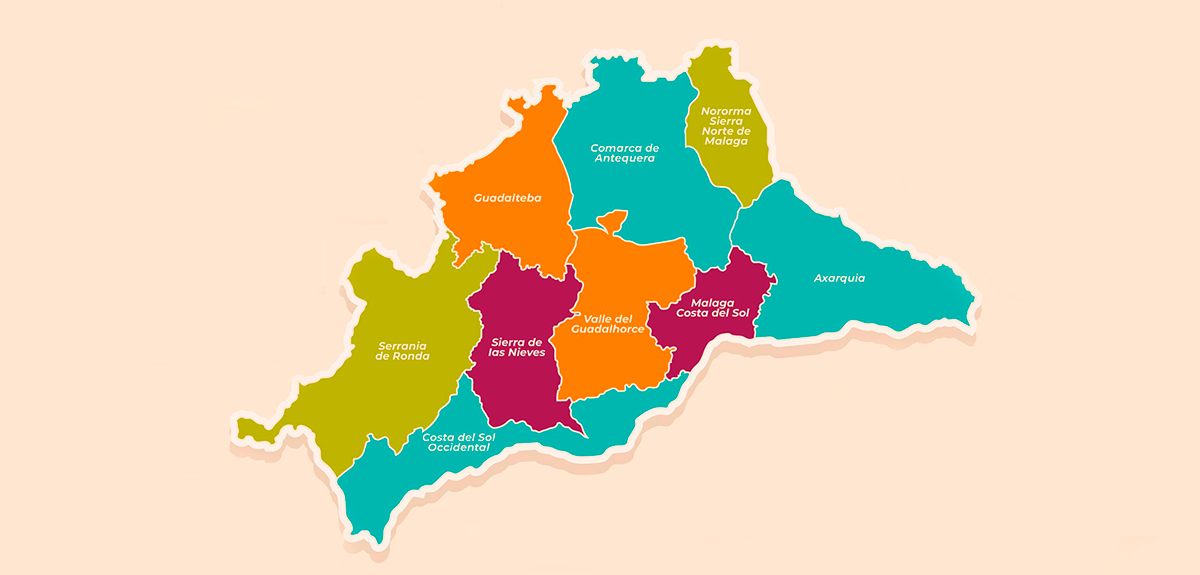 Nororma
Sierra
Norte de
Malaga
Comarca de
Antequera
Guadalteba
Axarquia
Malaga
Costa del Sol
Valle del
Guadalhorce
Sierra de
las Nieves
Serrania
de Ronda
Costa del Sol
Occidental